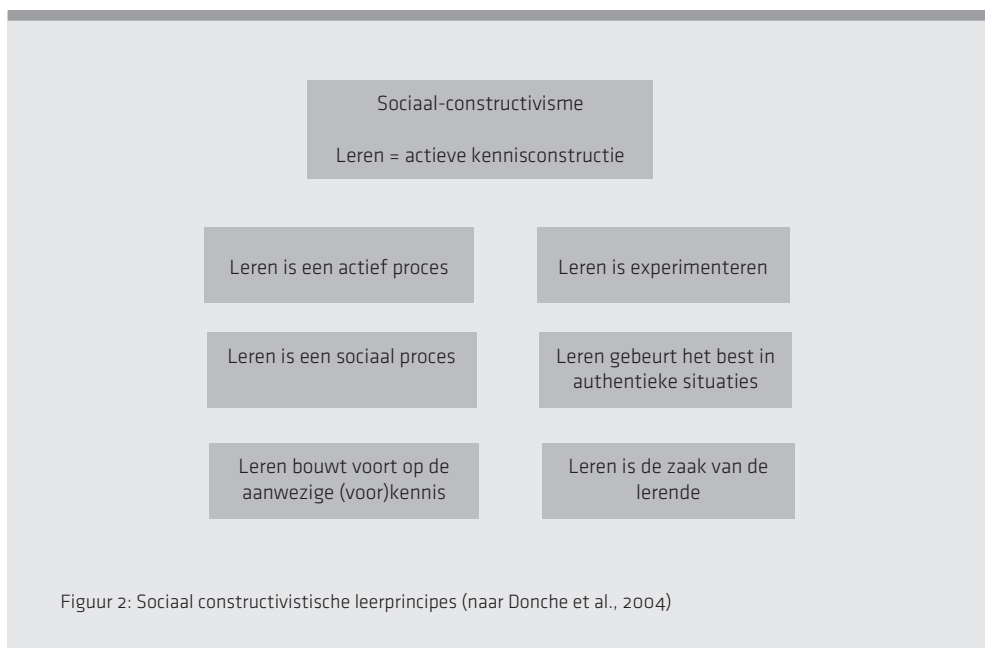 Sociaal-constructivisme
Leren = actieve kennisconstructie
Leren is een actief proces
Leren is experimenteren
Leren is een sociaal proces
Leren gebeurt het best in
authentieke situaties
Leren bouwt voort op de
aanwezige (voor)kennis
Leren is de zaak van de
lerende
Figuur 2: Sociaal constructivistische leerprincipes (naar Donche et al., 2004)